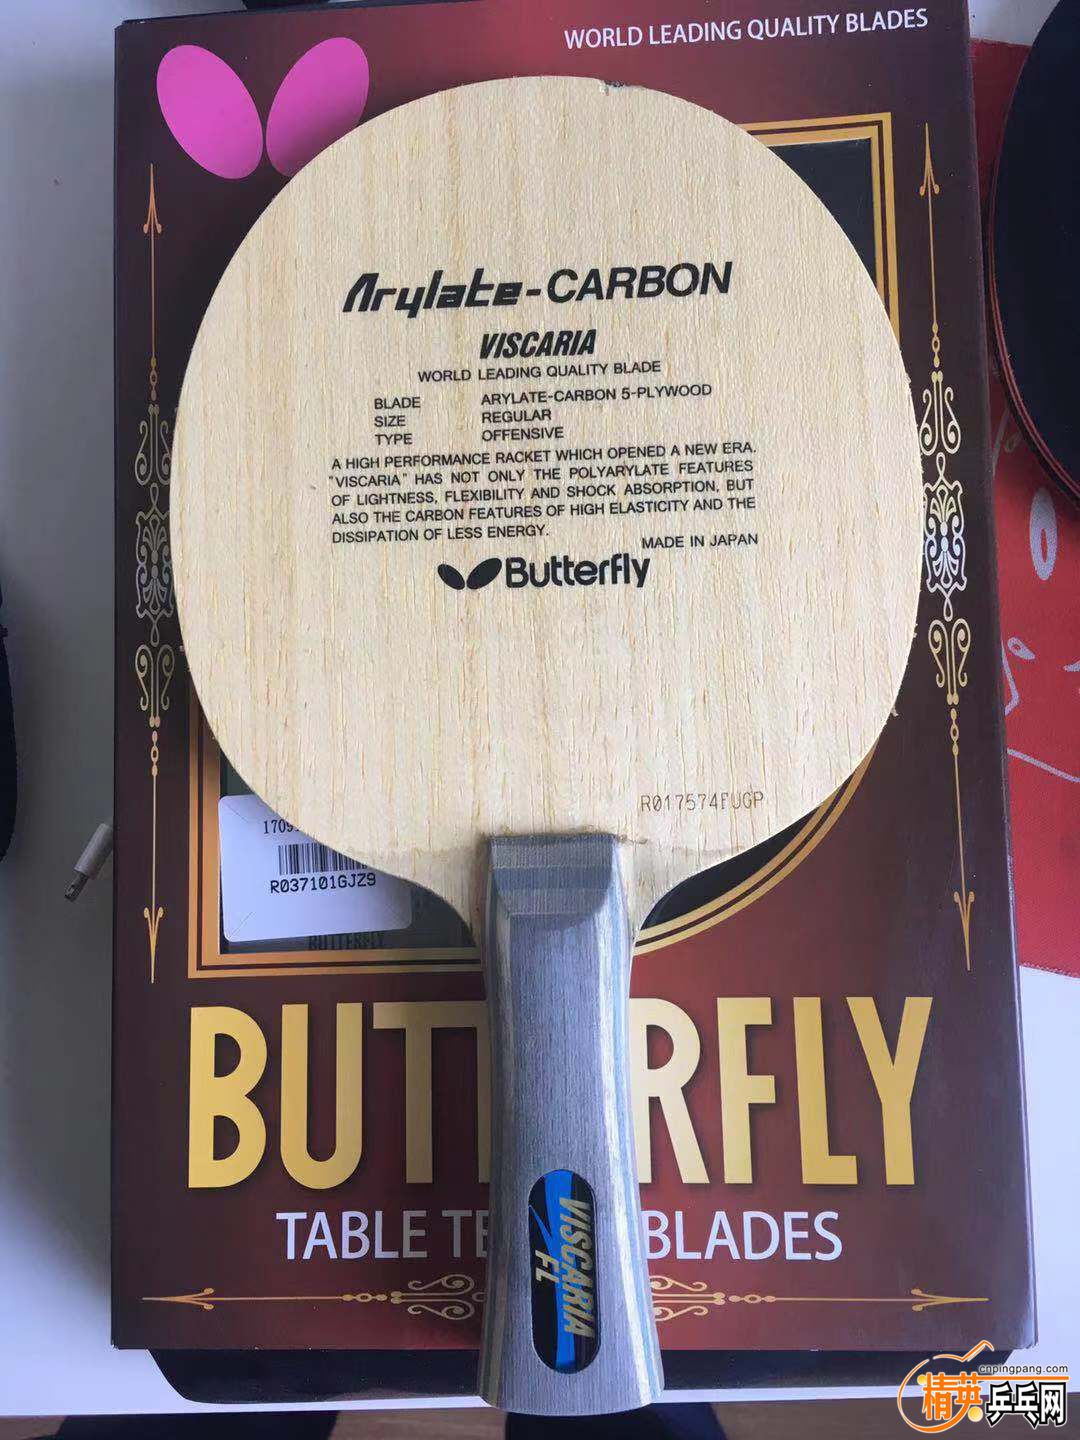 WORLD LEADING QUALITY BLADES
Arylate-CARBON
VISCARIA
WORLD LEADING QUALITY BLADE
BLADE ARYLATE-CARBON 5-PLYWOOD
SIZE REGULAR
TYPE OFFENSIVE
A HIGH PERFORMANCE RACKET WHICH OPENED A NEW ERA.
"VISCARIA" HAS NOT ONLY THE POLYARYLATE FEATURES
OF LIGHTNESS, FLEXIBILITY AND SHOCK ABSORPTION, BUT
ALSO THE CARBON FEATURES OF HIGH ELASTICITY AND THE
DISSIPATION OF LESS ENERGY.
MADE IN JAPAN
Butterfly
R017574FUGP
R037101GJZ9
BUTTERFLY
BUTTERFLY
TABLE TE BLADES
VISCARIA
FL
cnpingpang.com
精英乒乓网